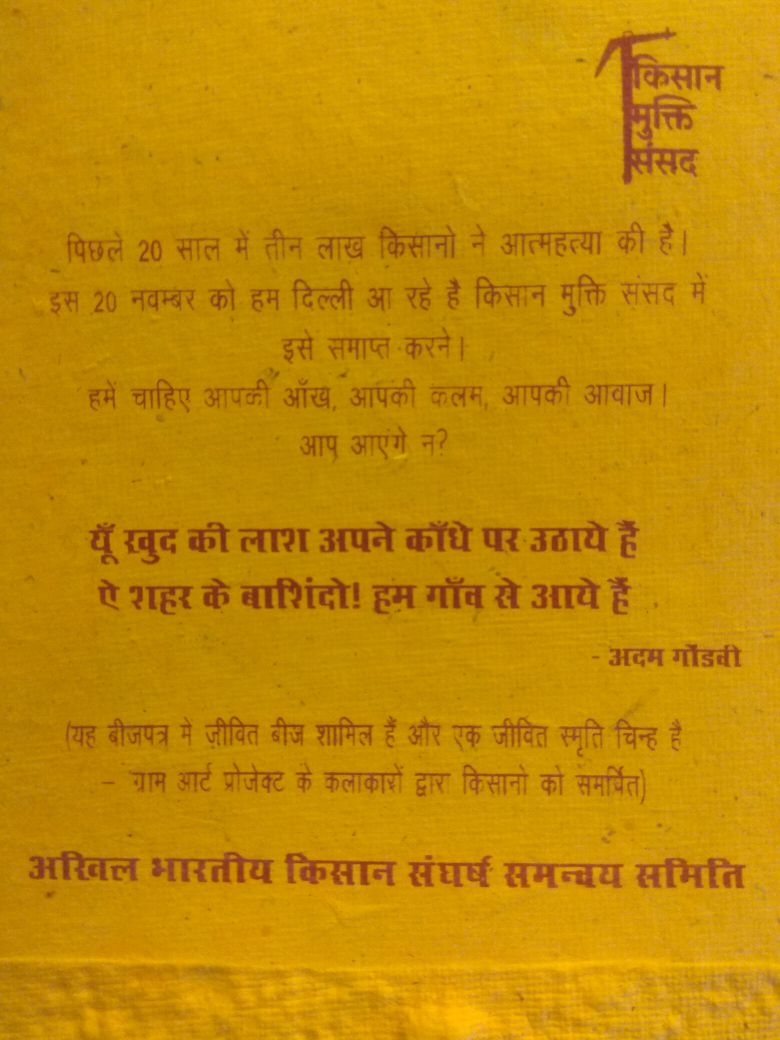 किसान
मुक्ति
संसद
पिछले 20 साल में तीन लाख किसानो ने आत्महत्या की है।
इस 20 नवम्बर को हम दिल्ली आ रहे है किसान मुक्ति संसद में
इसे समाप्त करने।
हमें चाहिए आपकी आँख, आपकी कलम, आपकी आवाज।
आप आएंगे न?
यूँ खुद की लाश अपने काँधे पर उठाये हैं
ऐ शहर के बाशिंदो! हम गाँव से आये हैं
- अदम गोंडवी
(यह बीजपत्र मे जीवित बीज शामिल हैं और एक जीवित स्मृति चिन्ह है
– ग्राम आर्ट प्रोजेक्ट के कलाकारों द्वारा किसानो को समर्पित)
अखिल भारतीय किसान संघर्ष समन्वय समिति